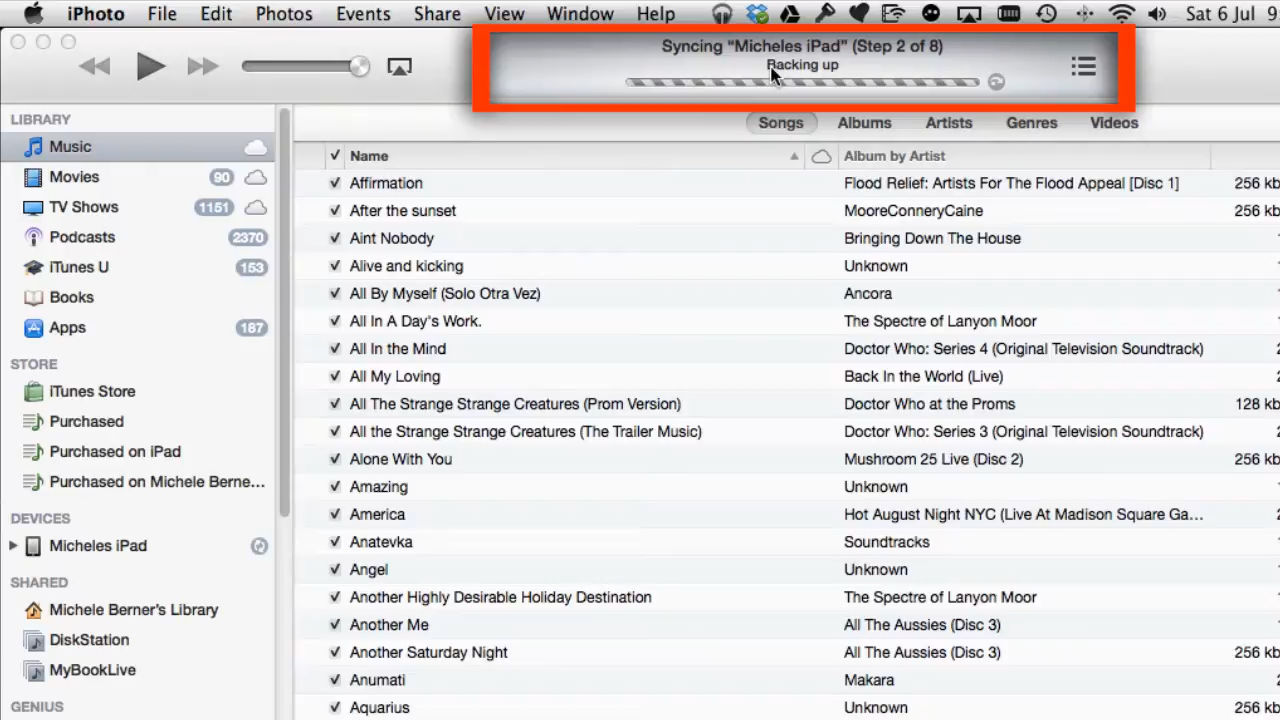 iPhoto File Edit Photos Events Share View Window Help Sat 6 Jul 9
Syncing “Micheles iPad” (Step 2 of 8)
Backing up
Songs Albums Artists Genres Videos
LIBRARY
Music
Movies 90
TV Shows 1151
Podcasts 2370
iTunes U 153
Books
Apps 187
STORE
iTunes Store
Purchased
Purchased on iPad
Purchased on Michele Berne...
DEVICES
Micheles iPad
SHARED
Michele Berner's Library
DiskStation
MyBookLive
GENIUS
Name Album by Artist
Affirmation Flood Relief: Artists For The Flood Appeal [Disc 1] 256 kb
After the sunset MooreConneryCaine 256 kb
Aint Nobody Bringing Down The House
Alive and kicking Unknown
All By Myself (Solo Otra Vez) Ancora
All In A Day's Work. The Spectre of Lanyon Moor
All In the Mind Doctor Who: Series 4 (Original Television Soundtrack)
All My Loving Back In the World (Live)
All The Strange Strange Creatures (Prom Version) Doctor Who at the Proms 128 kb
All the Strange Strange Creatures (The Trailer Music) Doctor Who: Series 3 (Original Television Soundtrack)
Alone With You Mushroom 25 Live (Disc 2) 256 kb
Amazing Unknown
America Hot August Night NYC (Live At Madison Square Ga...
Anatevka Soundtracks
Angel Unknown
Another Highly Desirable Holiday Destination The Spectre of Lanyon Moor
Another Me All The Aussies (Disc 3)
Another Saturday Night All The Aussies (Disc 3) 256 kb
Anumati Makara
Aquarius Unknown 256 kb